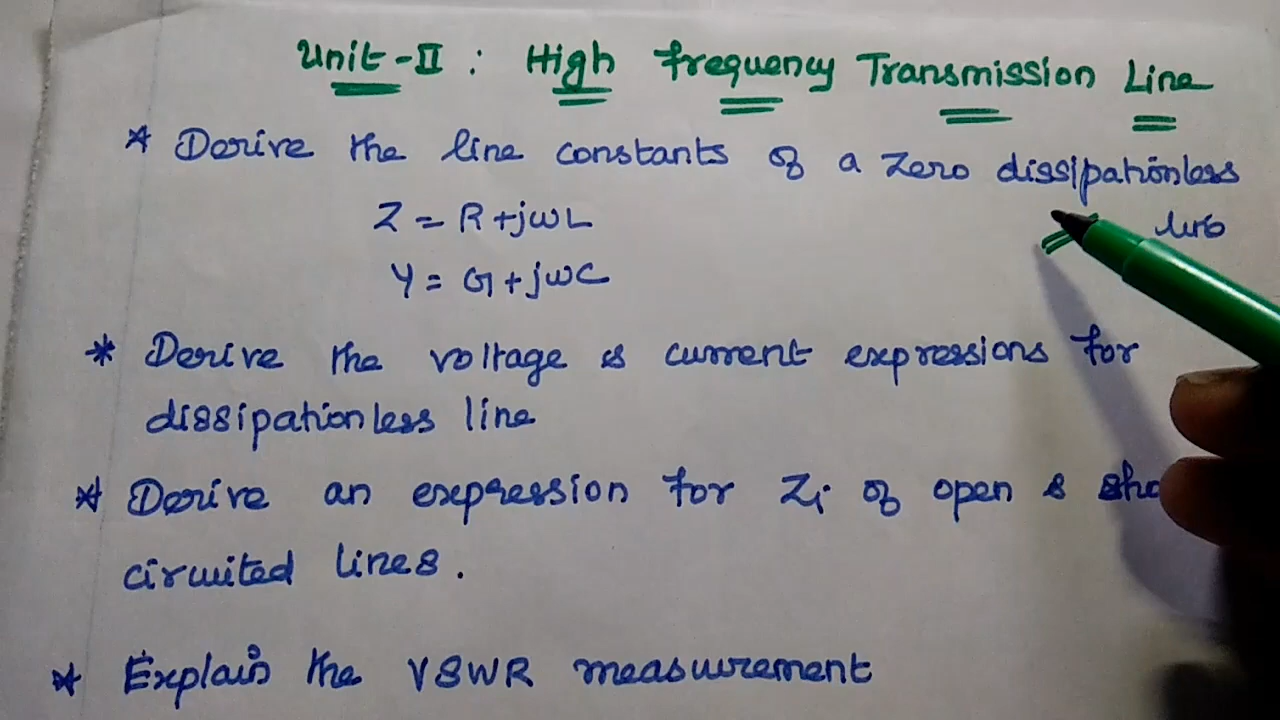 Unit-II : High frequency Transmission Line
* Derive the line constants of a Zero dissipationless
line
Z = R+jωL
Y = G+jωC
* Derive the voltage & current expressions for
dissipationless line
* Derive an expression for Zi of open &
circuited lines.
* Explain the VSWR measurement